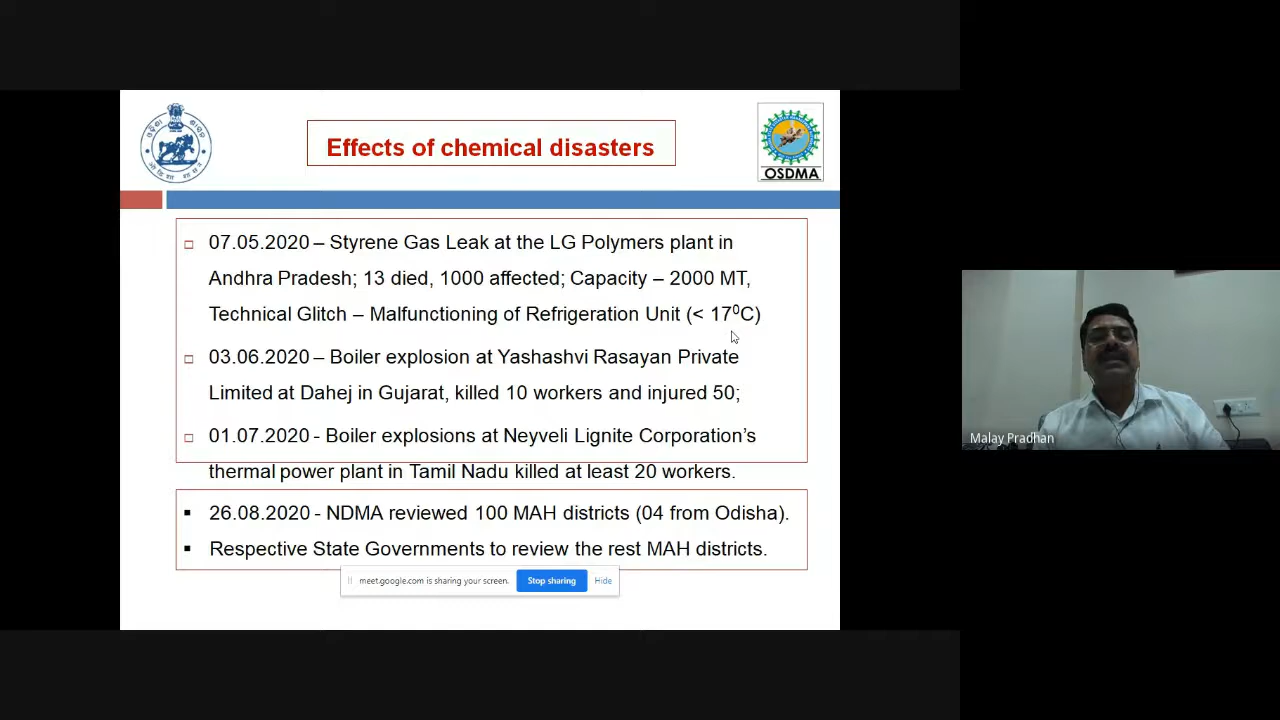 Effects of chemical disasters
OSDMA
07.05.2020 – Styrene Gas Leak at the LG Polymers plant in
Andhra Pradesh; 13 died, 1000 affected; Capacity – 2000 MT,
Technical Glitch – Malfunctioning of Refrigeration Unit (< 17⁰C)
03.06.2020 – Boiler explosion at Yashashvi Rasayan Private
Limited at Dahej in Gujarat, killed 10 workers and injured 50;
01.07.2020 - Boiler explosions at Neyveli Lignite Corporation’s
thermal power plant in Tamil Nadu killed at least 20 workers.
26.08.2020 - NDMA reviewed 100 MAH districts (04 from Odisha).
Respective State Governments to review the rest MAH districts.
meet.google.com is sharing your screen. Stop sharing Hide
Malay Pradhan